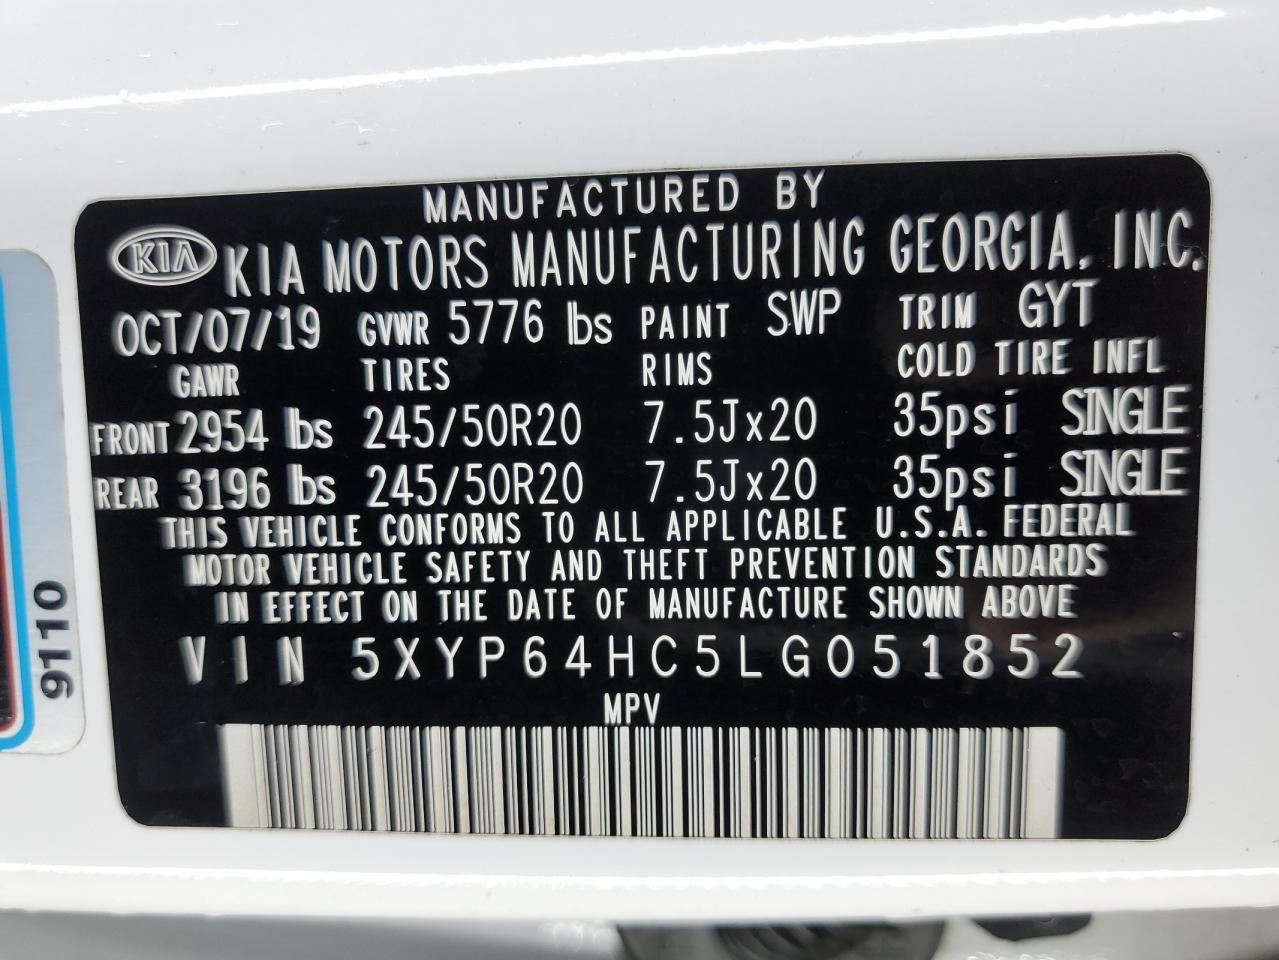 MANUFACTURED BY
KIA KIA MOTORS MANUFACTURING GEORGIA, INC.
OCT/07/19 GVWR 5776 lbs PAINT SWP TRIM GYT
GAWR TIRES RIMS COLD TIRE INFL
FRONT 2954 lbs 245/50R20 7.5Jx20 35psi SINGLE
REAR 3196 lbs 245/50R20 7.5Jx20 35psi SINGLE
THIS VEHICLE CONFORMS TO ALL APPLICABLE U.S.A. FEDERAL
MOTOR VEHICLE SAFETY AND THEFT PREVENTION STANDARDS
IN EFFECT ON THE DATE OF MANUFACTURE SHOWN ABOVE
VIN 5XYP64HC5LG051852
MPV
9110